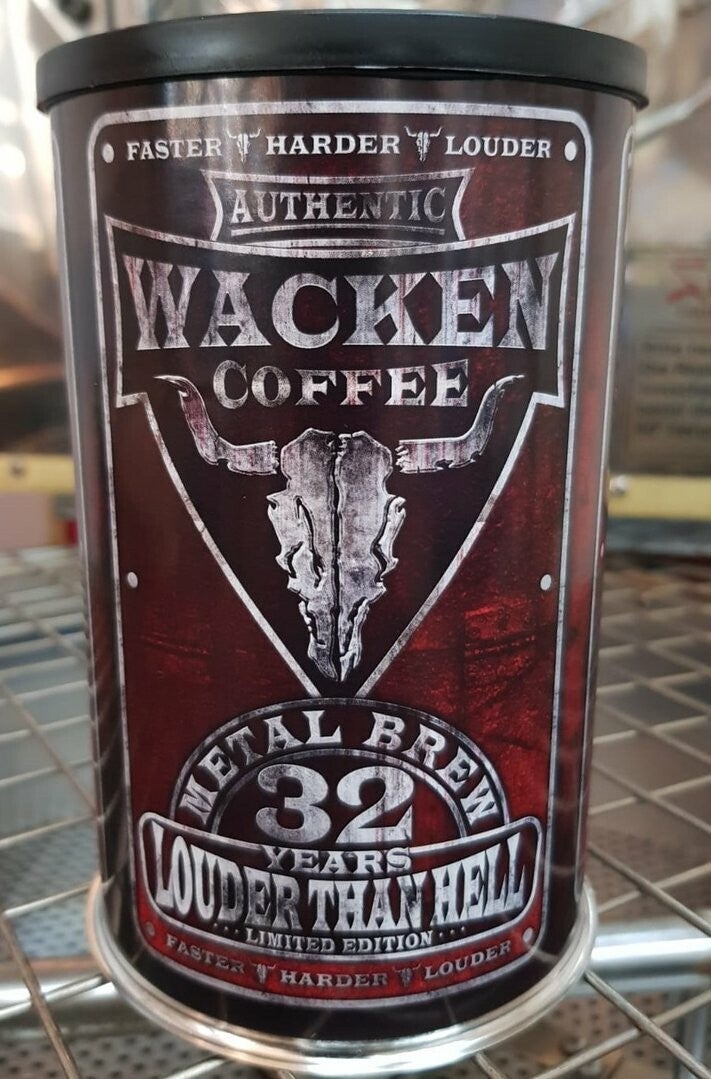 FASTER HARDER LOUDER
AUTHENTIC
WACKEN
COFFEE
METAL BREW
32
YEARS
LOUDER THAN HELL
LIMITED EDITION
FASTER HARDER LOUDER